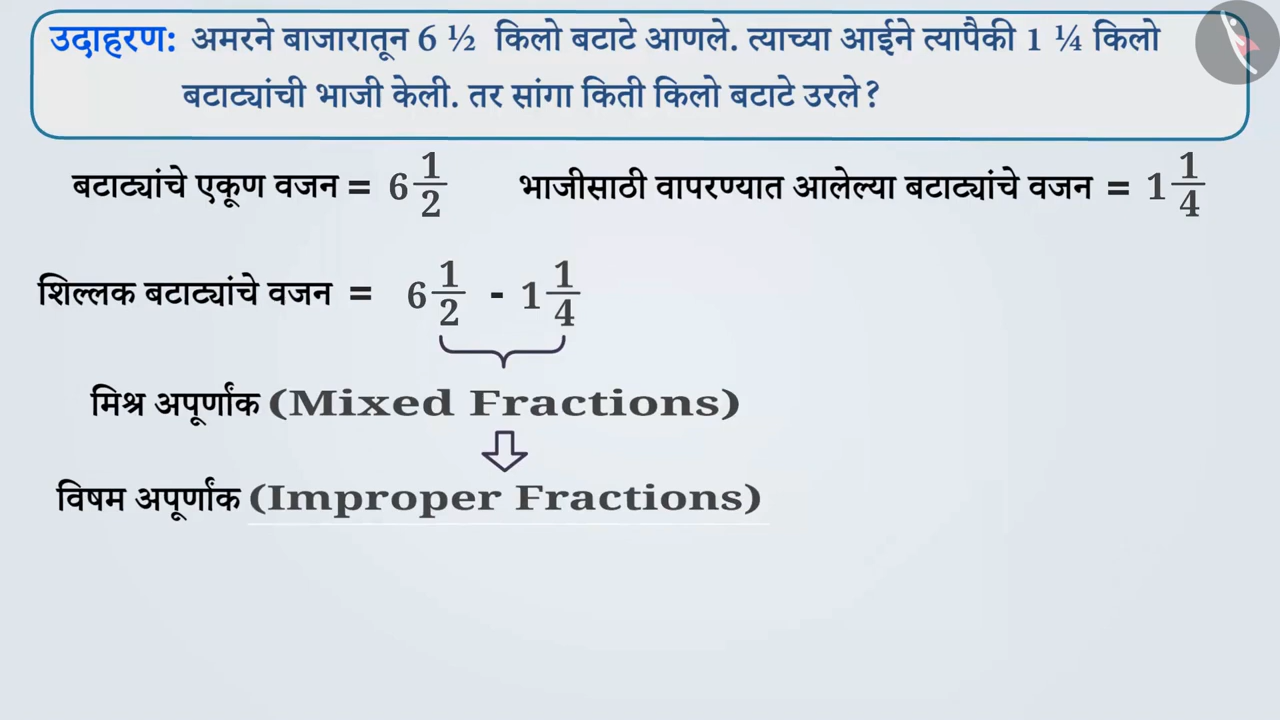 उदाहरण: अमरने बाजारातून 6 ½ किलो बटाटे आणले. त्याच्या आईने त्यापैकी 1 ¼ किलो
बटाट्यांची भाजी केली. तर सांगा किती किलो बटाटे उरले?
बटाट्यांचे एकूण वजन = 6 1/2 भाजीसाठी वापरण्यात आलेल्या बटाट्यांचे वजन = 1 1/4
शिल्लक बटाट्यांचे वजन = 6 1/2 - 1 1/4
मिश्र अपूर्णांक (Mixed Fractions)
विषम अपूर्णांक (Improper Fractions)